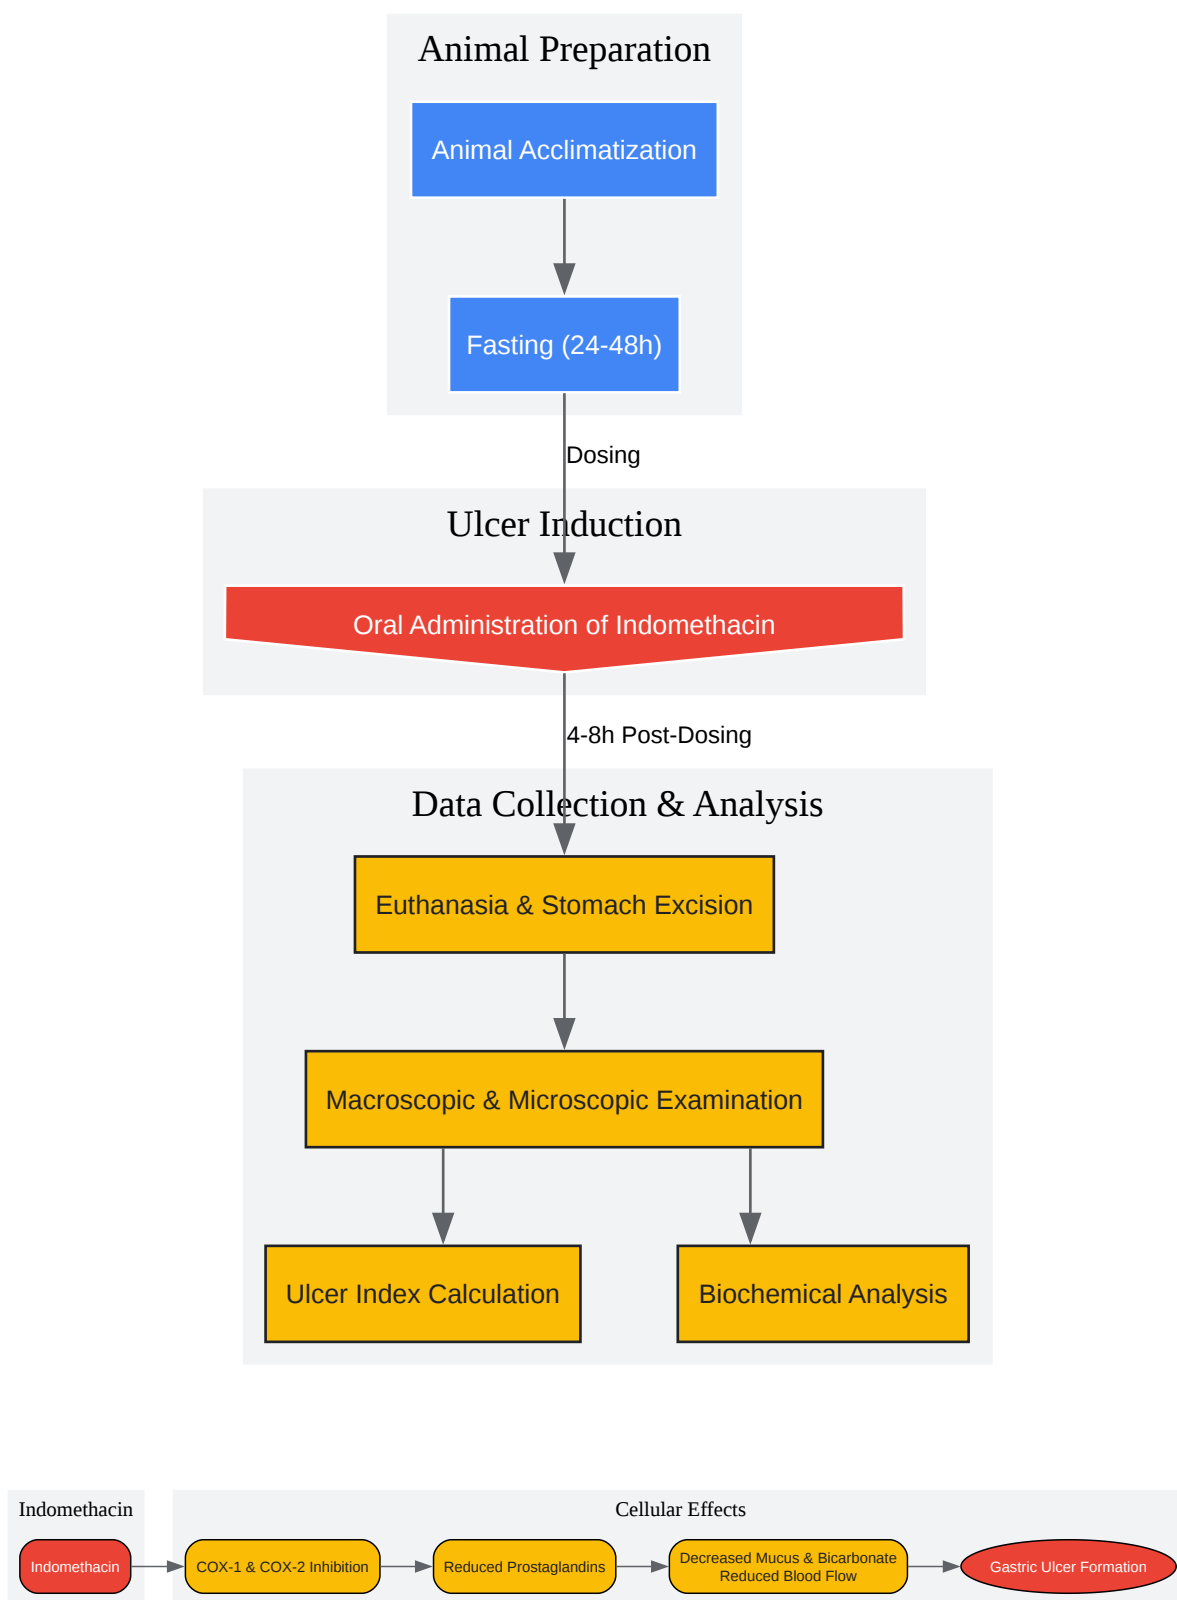 Animal Preparation
Animal Acclimatization
Fasting (24-48h)
Dosing
Ulcer Induction
Oral Administration of Indomethacin
4-8h Post-Dosing
Data Collection & Analysis
Euthanasia & Stomach Excision
Macroscopic & Microscopic Examination
Ulcer Index Calculation
Biochemical Analysis
Indomethacin
Indomethacin
Cellular Effects
COX-1 & COX-2 Inhibition
Reduced Prostaglandins
Decreased Mucus & Bicarbonate
Reduced Blood Flow
Gastric Ulcer Formation